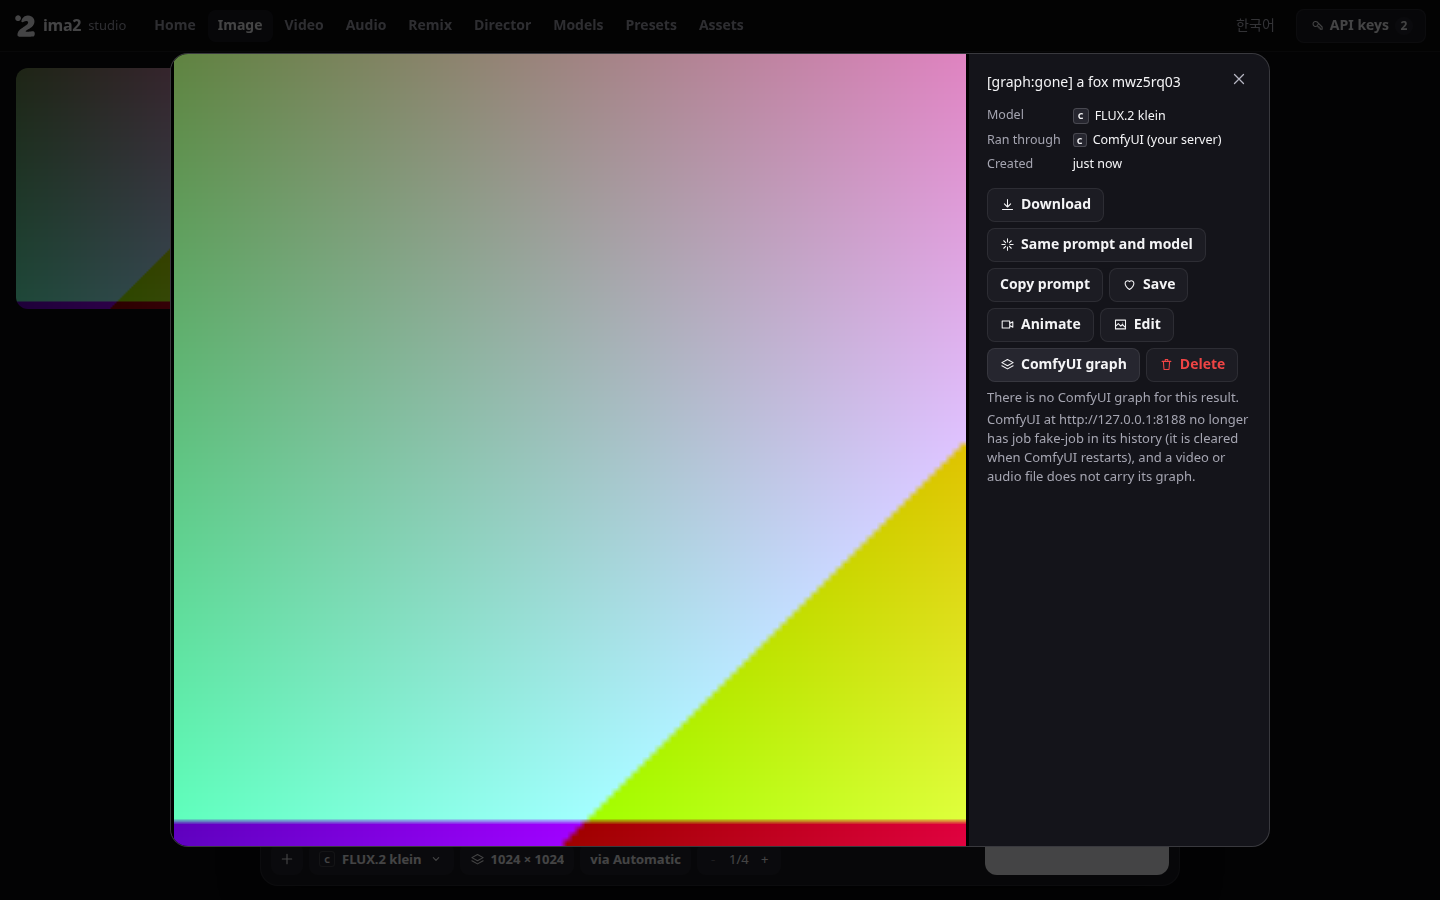 ima2 studio Home Image Video Audio Remix Director Models Presets Assets 한국어 API keys 2
[graph:gone] a fox mwz5rq03
Model c FLUX.2 klein
Ran through c ComfyUI (your server)
Created just now
Download
Same prompt and model
Copy prompt Save
Animate Edit
ComfyUI graph Delete
There is no ComfyUI graph for this result.
ComfyUI at http://127.0.0.1:8188 no longer
has job fake-job in its history (it is cleared
when ComfyUI restarts), and a video or
audio file does not carry its graph.
+ c FLUX.2 klein 1024 × 1024 via Automatic - 1/4 +